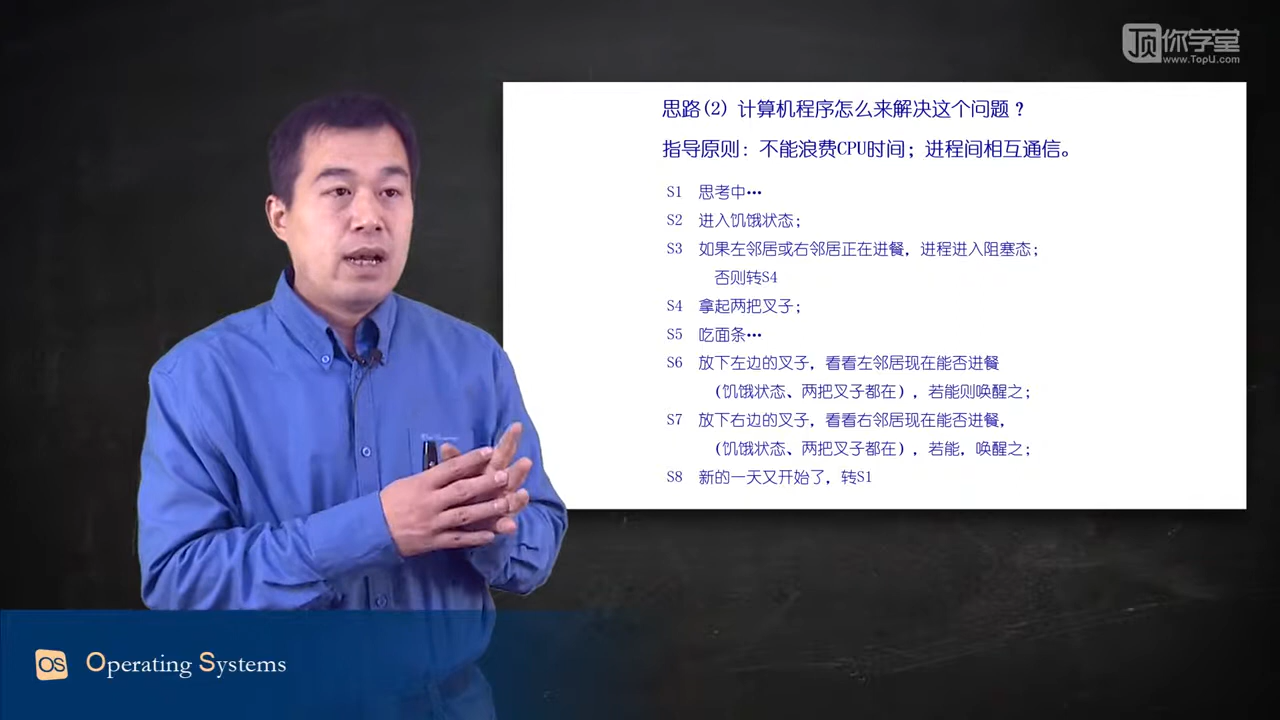 顶你学堂
www.TopU.com
思路(2) 计算机程序怎么来解决这个问题?
指导原则: 不能浪费CPU时间; 进程间相互通信。
S1 思考中…
S2 进入饥饿状态;
S3 如果左邻居或右邻居正在进餐, 进程进入阻塞态;
否则转S4
S4 拿起两把叉子;
S5 吃面条…
S6 放下左边的叉子, 看看左邻居现在能否进餐
(饥饿状态、两把叉子都在), 若能则唤醒之;
S7 放下右边的叉子, 看看右邻居现在能否进餐,
(饥饿状态、两把叉子都在), 若能, 唤醒之;
S8 新的一天又开始了, 转S1
OS Operating Systems